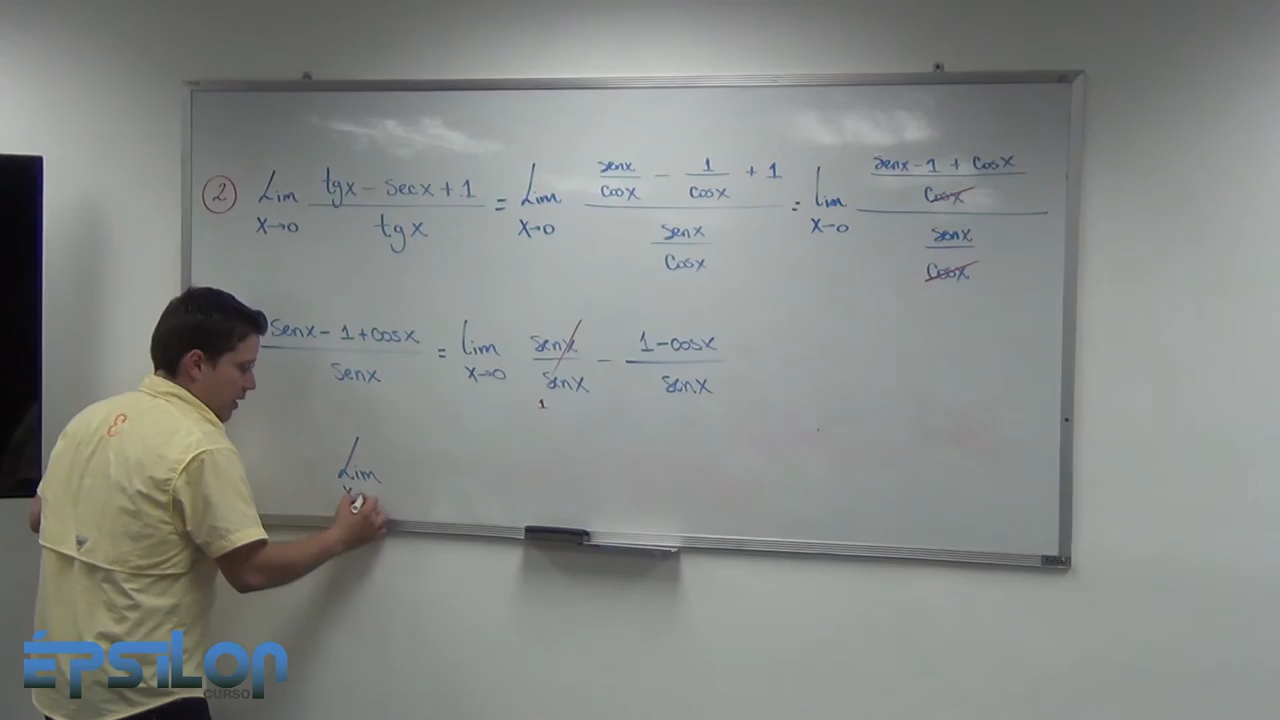 ② Lim x→0 (tgx - secx + 1)/(tgx) = Lim x→0 (senx/cosx - 1/cosx + 1)/(senx/cosx) = Lim x→0 ((senx - 1 + cosx)/cosx)/(senx/cosx)
(senx - 1 + cosx)/(senx) = Lim x→0 senx/senx - (1 - cosx)/senx
1
Lim
x
ε
ÉPSILON
CURSO